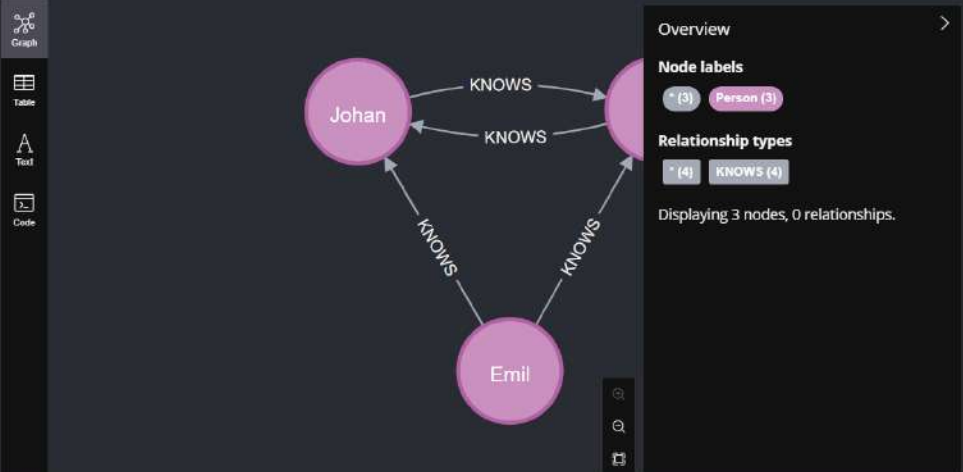 Graph
Table
Text
Code
Johan
KNOWS
KNOWS
KNOWS
KNOWS
Emil
Overview
Node labels
* (3) Person (3)
Relationship types
* (4) KNOWS (4)
Displaying 3 nodes, 0 relationships.